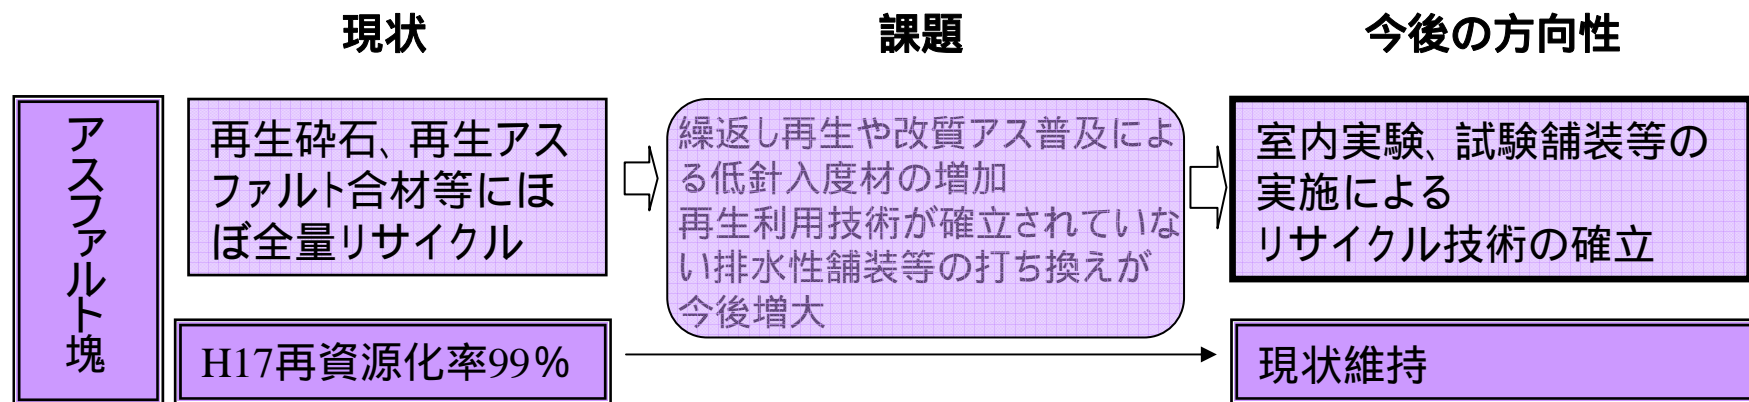 現状
課題
今後の方向性
アスファルト塊
再生砕石、再生アス
ファルト合材等にほ
ぼ全量リサイクル
繰返し再生や改質アス普及によ
る低針入度材の増加
再生利用技術が確立されていな
い排水性舗装等の打ち換えが
今後増大
室内実験、試験舗装等の
実施による
リサイクル技術の確立
H17再資源化率99%
現状維持